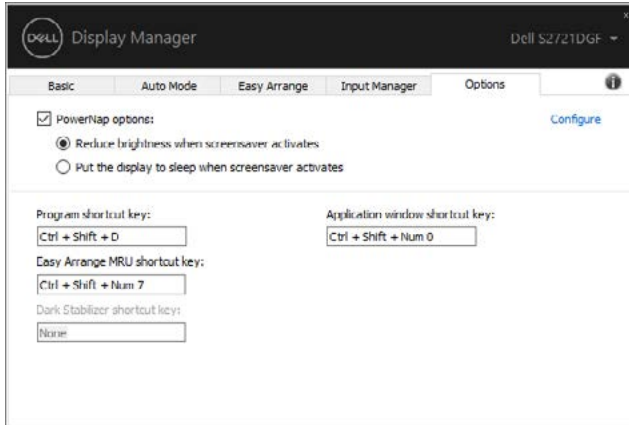 DELL Display Manager
Dell S2721DGF
Basic Auto Mode Easy Arrange Input Manager Options
PowerNap options:
Configure
Reduce brightness when screensaver activates
Put the display to sleep when screensaver activates
Program shortcut key:
Application window shortcut key:
Ctrl + Shift + D
Ctrl + Shift + Num 0
Easy Arrange MRU shortcut key:
Ctrl + Shift + Num 7
Dark Stabilizer shortcut key:
None